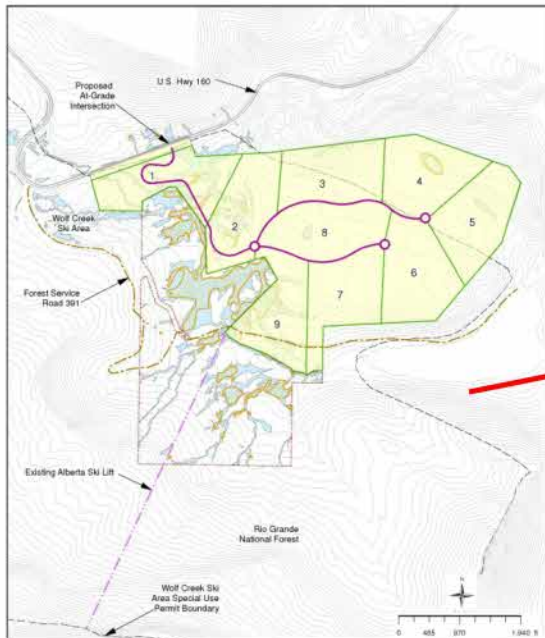 U.S. Hwy 160
Proposed
At-Grade
Intersection
1
2
3
4
5
6
7
8
9
Wolf Creek
Ski Area
Forest Service
Road 391
Existing Alberta Ski Lift
Rio Grande
National Forest
Wolf Creek Ski
Area Special Use
Permit Boundary
0 485 970 1,940